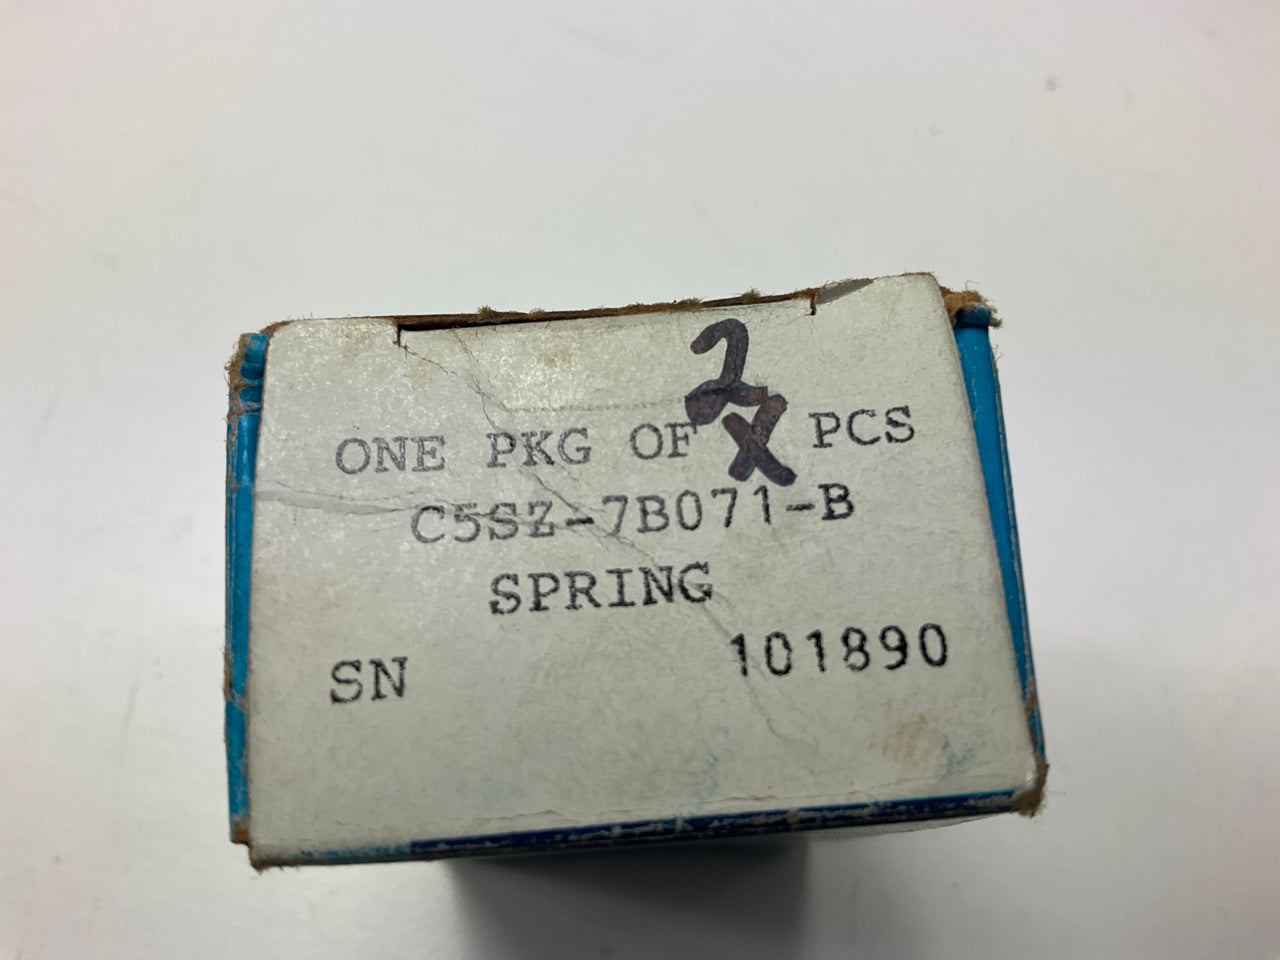 ONE PKG OF 2 PCS
C5SZ-7B071-B
SPRING
SN 101890